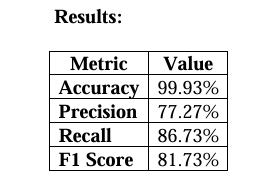 Results:
Metric Value
Accuracy 99.93%
Precision 77.27%
Recall 86.73%
F1 Score 81.73%